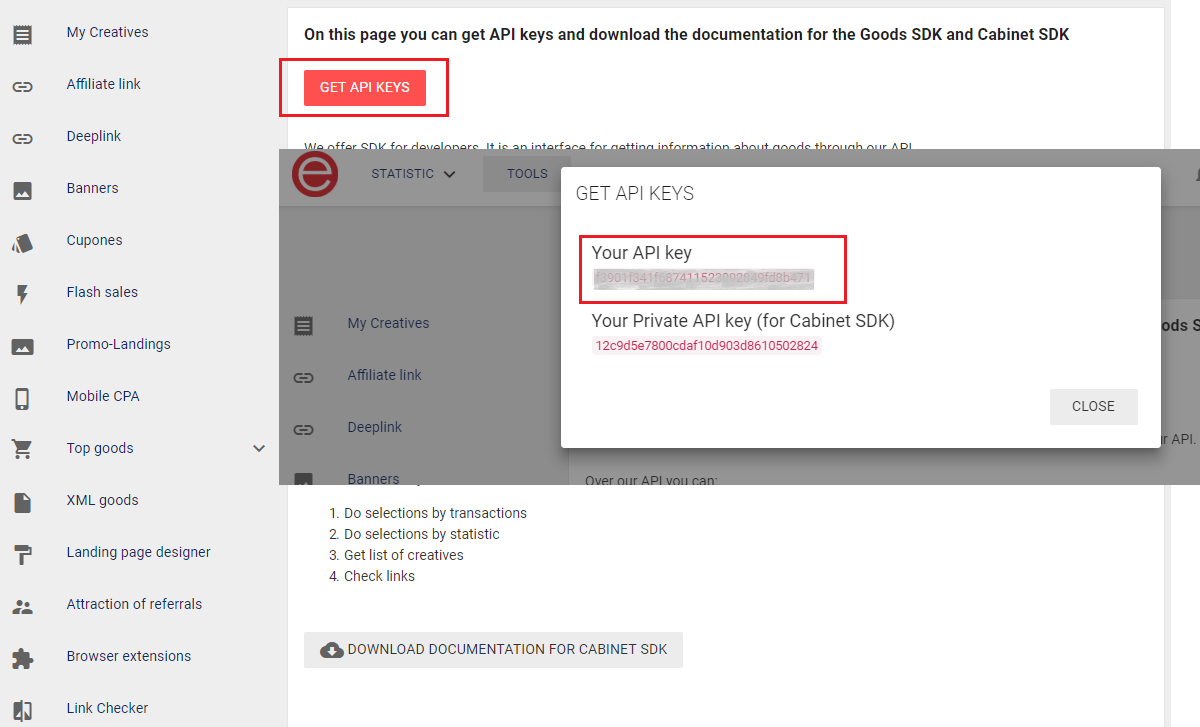 My Creatives
Affiliate link
Deeplink
Banners
Cupones
Flash sales
Promo-Landings
Mobile CPA
Top goods
XML goods
Landing page designer
Attraction of referrals
Browser extensions
Link Checker
On this page you can get API keys and download the documentation for the Goods SDK and Cabinet SDK
GET API KEYS
We offer SDK for developers. It is an interface for getting information about goods through our API.
STATISTIC
TOOLS
My Creatives
Affiliate link
Deeplink
Banners
GET API KEYS
Your API key
Your Private API key (for Cabinet SDK)
12c9d5e7800cdaf10d903d8610502824
CLOSE
ods S
r API.
Over our API you can:
1. Do selections by transactions
2. Do selections by statistic
3. Get list of creatives
4. Check links
DOWNLOAD DOCUMENTATION FOR CABINET SDK